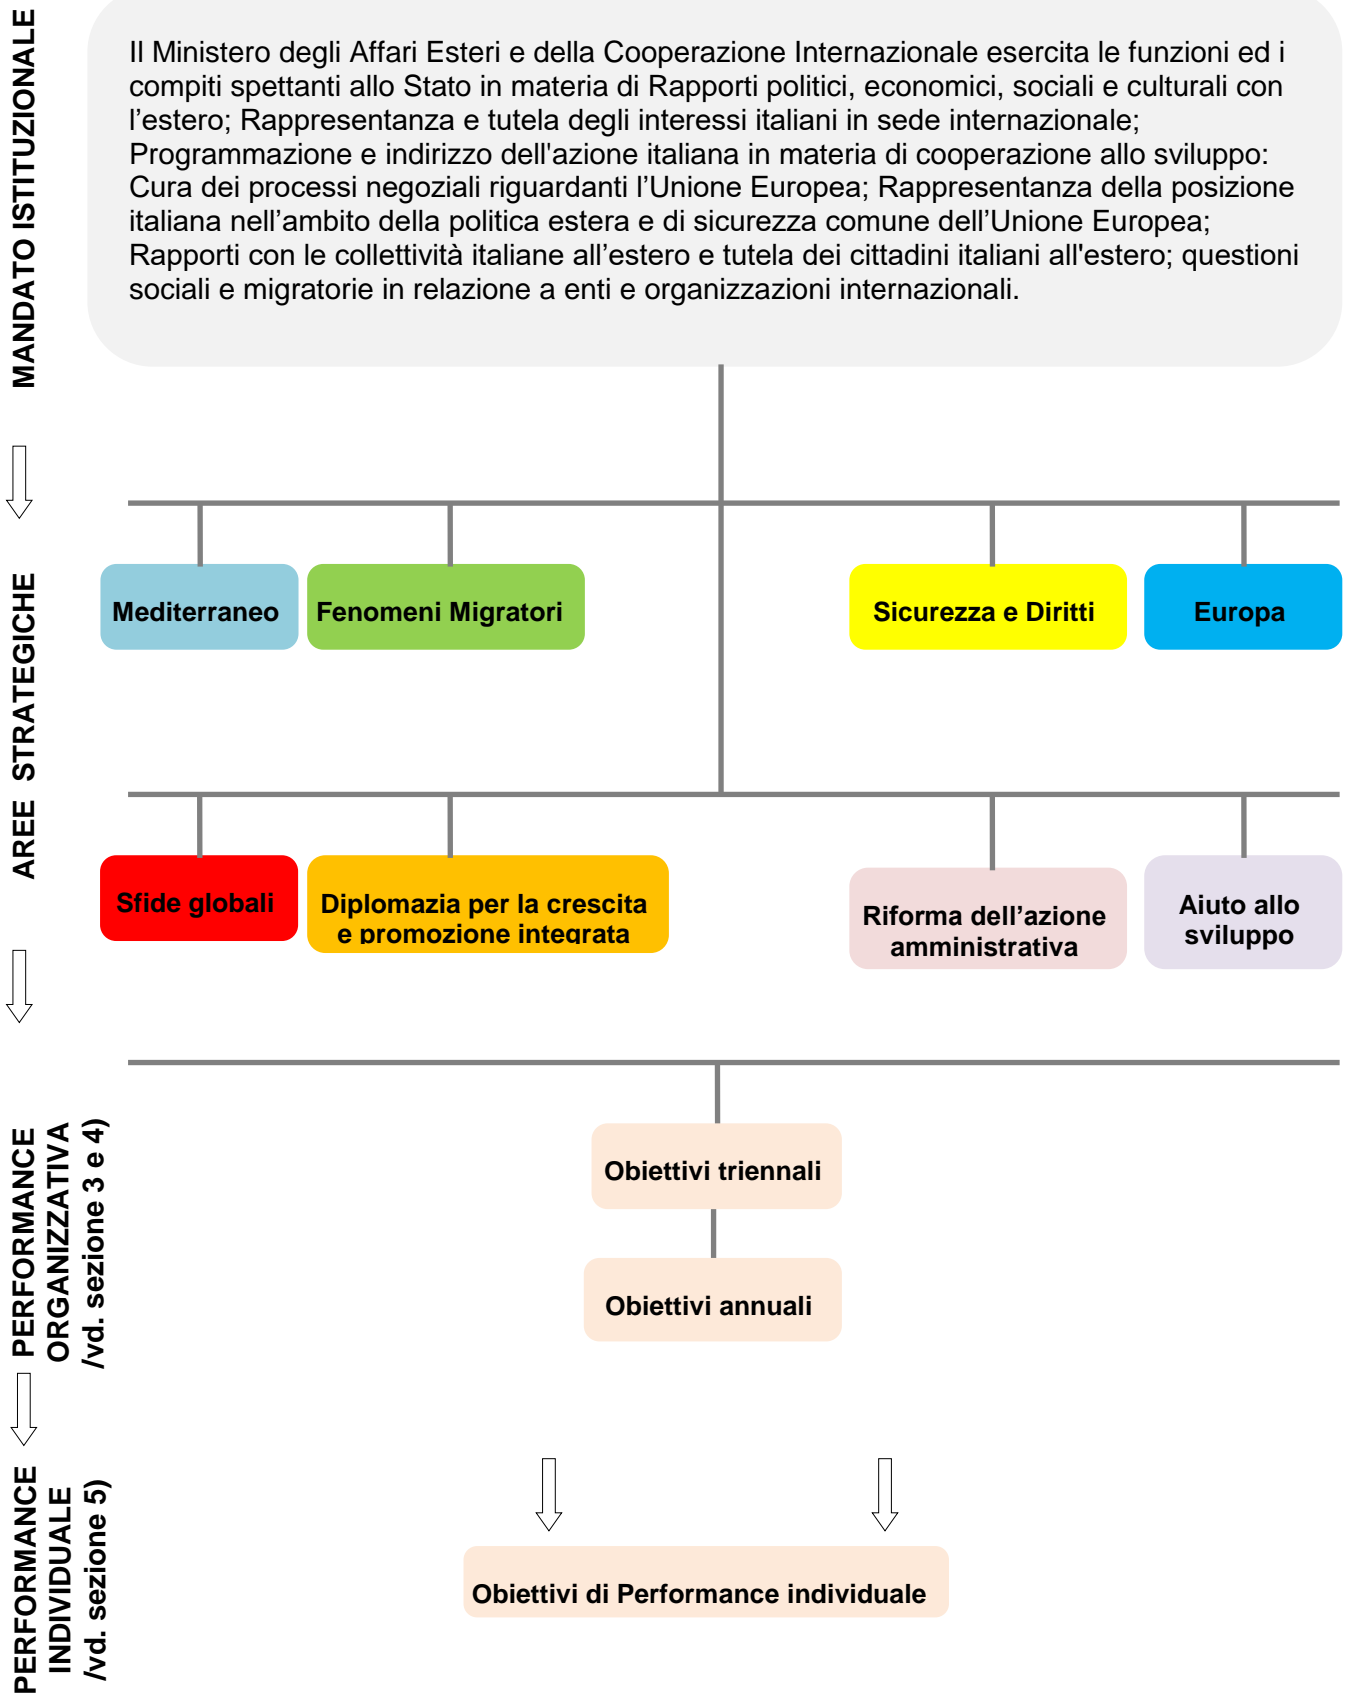 MANDATO ISTITUZIONALE
Il Ministero degli Affari Esteri e della Cooperazione Internazionale esercita le funzioni ed i
compiti spettanti allo Stato in materia di Rapporti politici, economici, sociali e culturali con
l’estero; Rappresentanza e tutela degli interessi italiani in sede internazionale;
Programmazione e indirizzo dell'azione italiana in materia di cooperazione allo sviluppo:
Cura dei processi negoziali riguardanti l’Unione Europea; Rappresentanza della posizione
italiana nell’ambito della politica estera e di sicurezza comune dell’Unione Europea;
Rapporti con le collettività italiane all’estero e tutela dei cittadini italiani all'estero; questioni
sociali e migratorie in relazione a enti e organizzazioni internazionali.
AREE STRATEGICHE
Mediterraneo
Fenomeni Migratori
Sicurezza e Diritti
Europa
Sfide globali
Diplomazia per la crescita
e promozione integrata
Riforma dell’azione
amministrativa
Aiuto allo
sviluppo
PERFORMANCE
ORGANIZZATIVA
/vd. sezione 3 e 4)
Obiettivi triennali
Obiettivi annuali
PERFORMANCE
INDIVIDUALE
/vd. sezione 5)
Obiettivi di Performance individuale